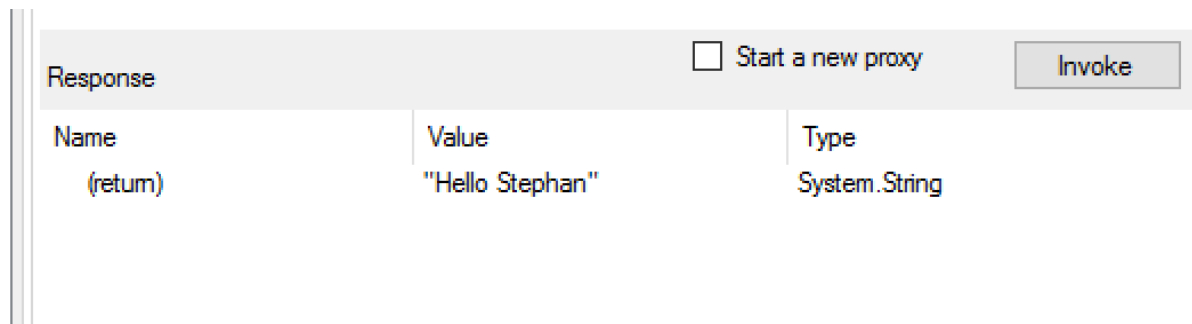 Start a new proxy
Invoke
Response
Name Value Type
(return) "Hello Stephan" System.String